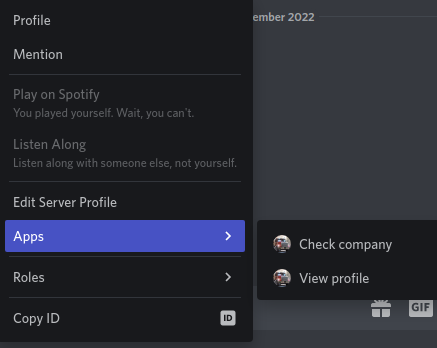 Profile
Mention
Play on Spotify
You played yourself. Wait, you can't.
Listen Along
Listen along with someone else, not yourself.
Edit Server Profile
Apps
Roles
Copy ID
ID
ember 2022
Check company
View profile
GIF